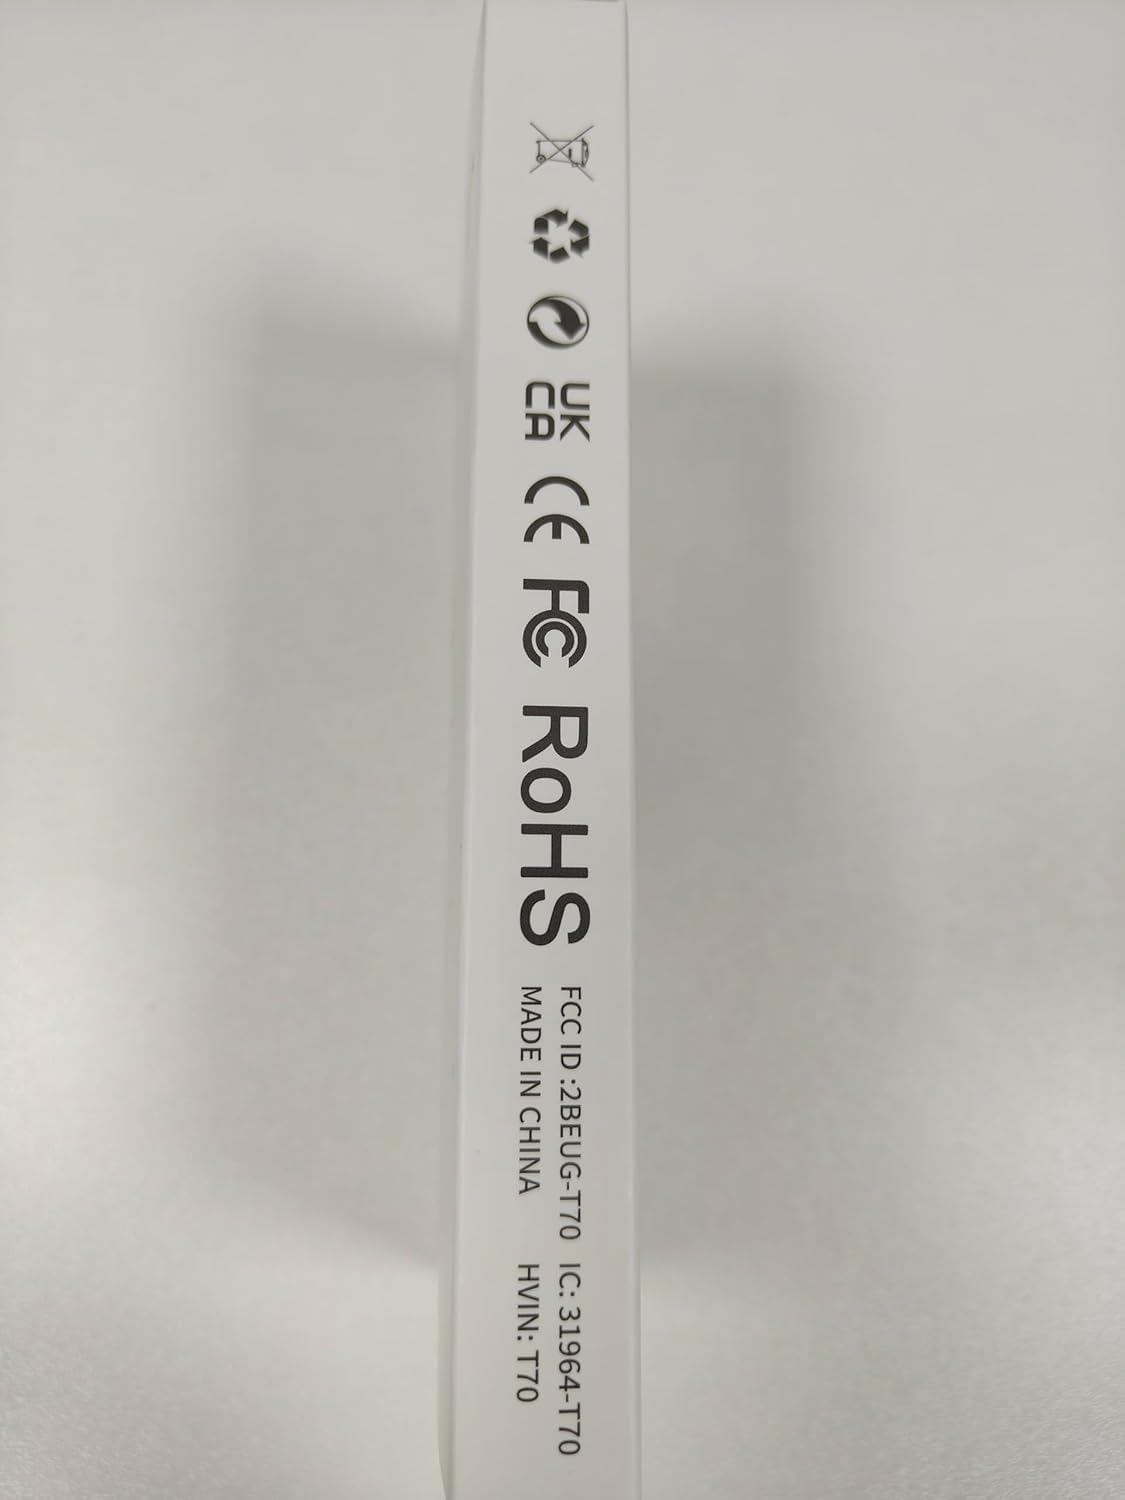 UK
CA
CE
FC
RoHS
FCC ID :2BEUG-T70 IC: 31964-T70
MADE IN CHINA HVIN: T70